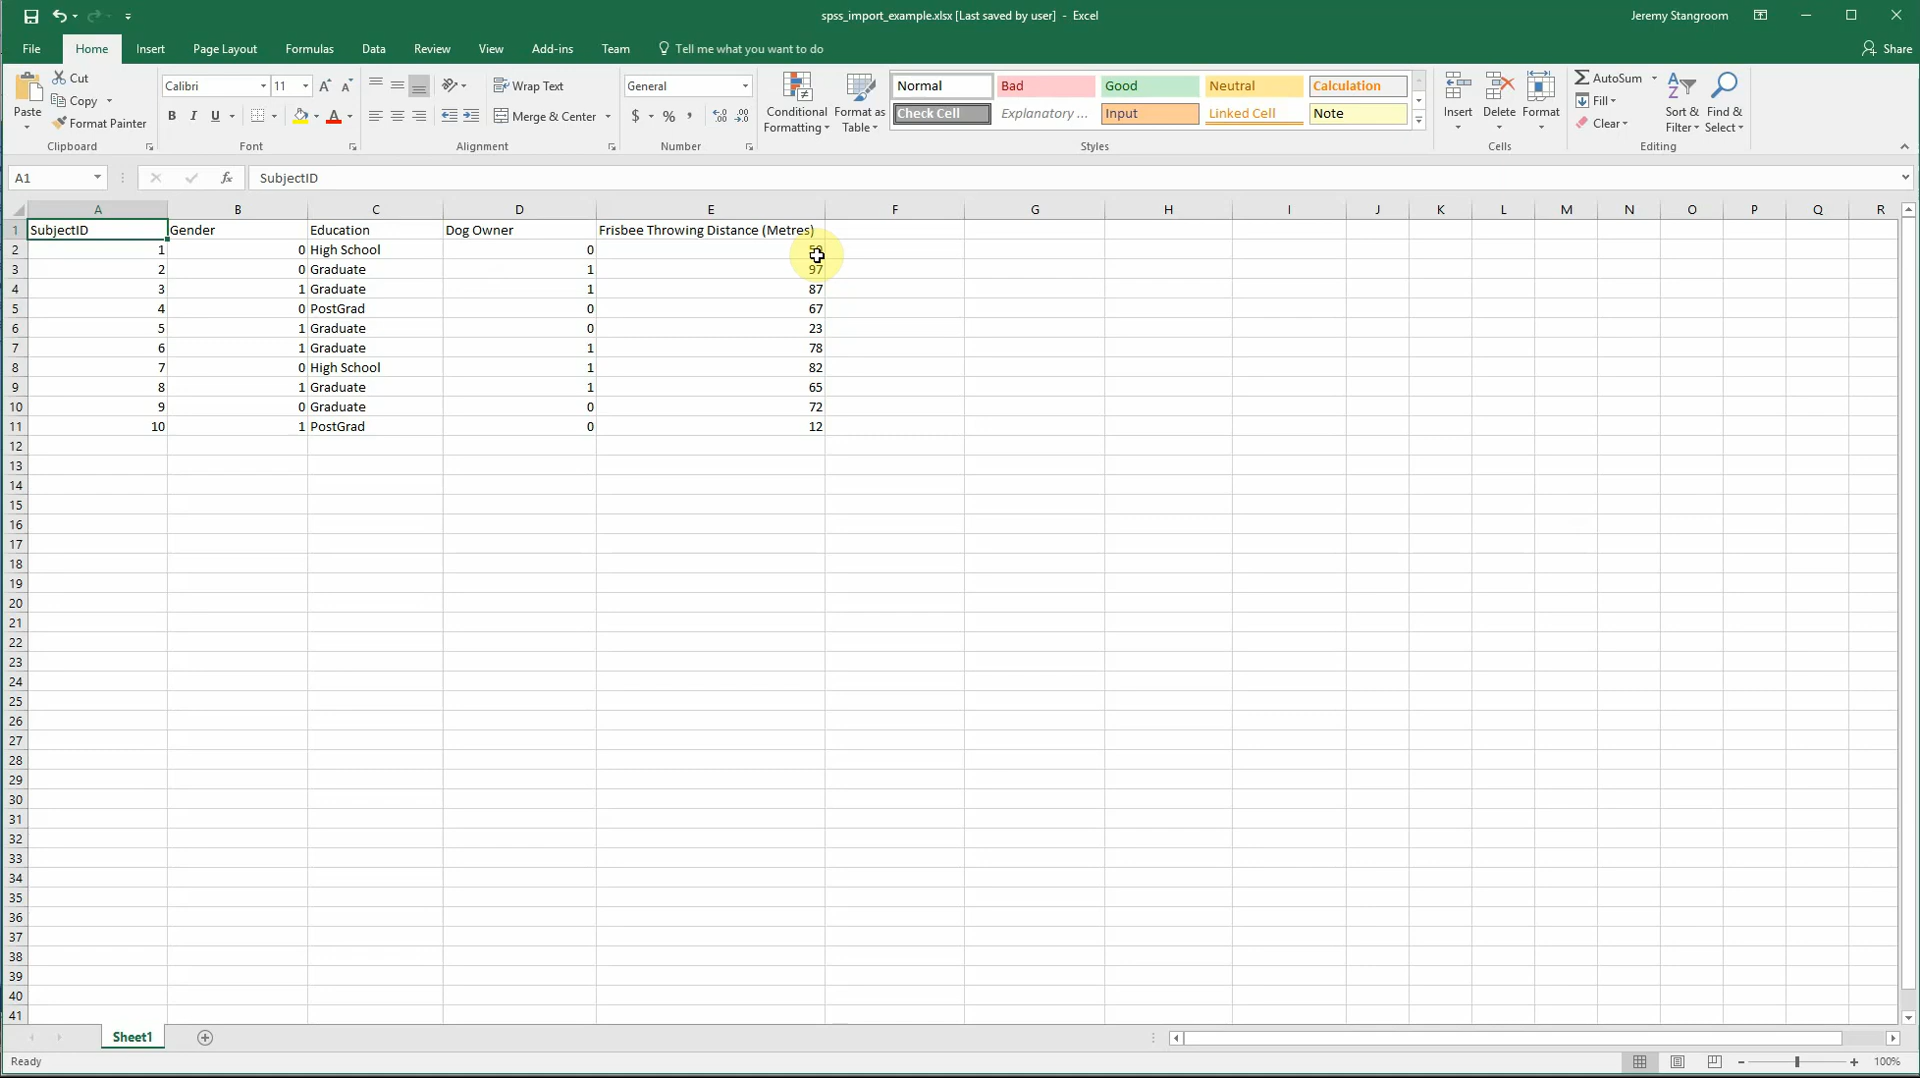 spss_import_example.xlsx [Last saved by user] - Excel
Jeremy Stangroom
File Home Insert Page Layout Formulas Data Review View Add-ins Team Tell me what you want to do Share
Paste
Cut
Copy
Format Painter
Clipboard
Calibri 11
B I U
Font
Wrap Text
Merge & Center
Alignment
General
$ % ,
Number
Conditional Formatting
Format as Table
Normal Bad Good Neutral Calculation
Check Cell Explanatory ... Input Linked Cell Note
Styles
Insert Delete Format
Cells
AutoSum
Fill
Clear
Sort & Filter
Find & Select
Editing
A1 fx SubjectID
A B C D E F G H I J K L M N O P Q R
1 SubjectID Gender Education Dog Owner Frisbee Throwing Distance (Metres)
2 1 0 High School 0
3 2 0 Graduate 1 97
4 3 1 Graduate 1 87
5 4 0 PostGrad 0 67
6 5 1 Graduate 0 23
7 6 1 Graduate 1 78
8 7 0 High School 1 82
9 8 1 Graduate 1 65
10 9 0 Graduate 0 72
11 10 1 PostGrad 0 12
12
13
14
15
16
17
18
19
20
21
22
23
24
25
26
27
28
29
30
31
32
33
34
35
36
37
38
39
40
41
Sheet1
Ready
100%